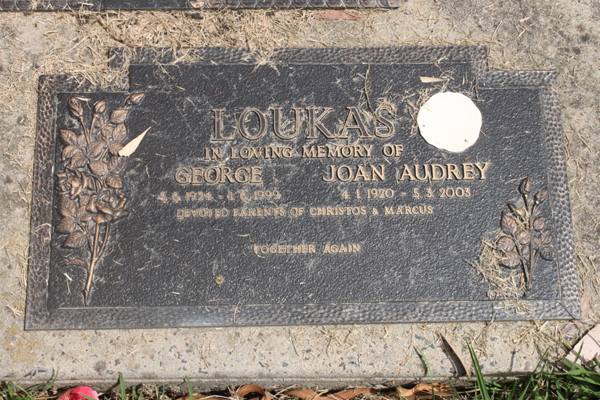 LOUKAS
IN LOVING MEMORY OF
GEORGE JOAN AUDREY
4.1.1920 - 5.3.2003
DEVOTED PARENTS OF CHRISTOS & MARCUS
TOGETHER AGAIN